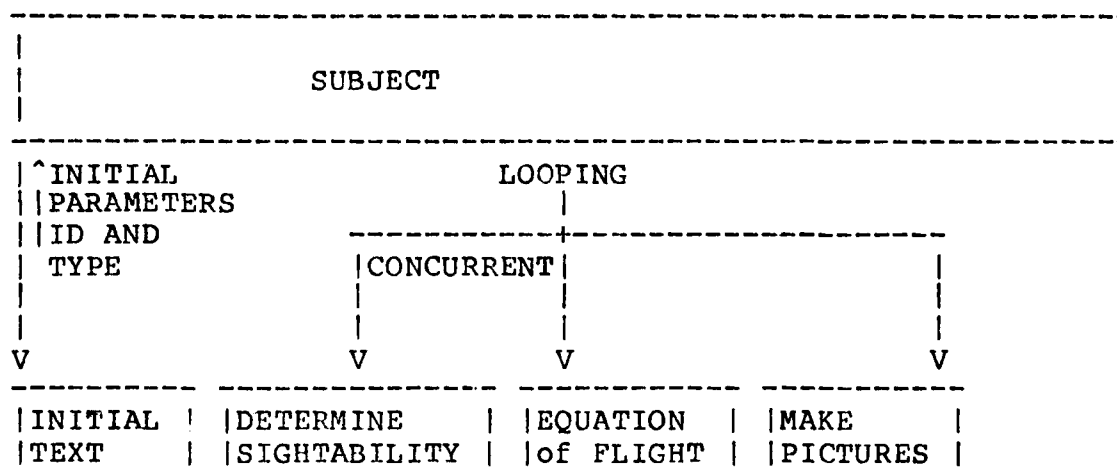 SUBJECT
^INITIAL LOOPING
PARAMETERS
ID AND
TYPE CONCURRENT
V V V V
INITIAL DETERMINE EQUATION MAKE
TEXT SIGHTABILITY of FLIGHT PICTURES